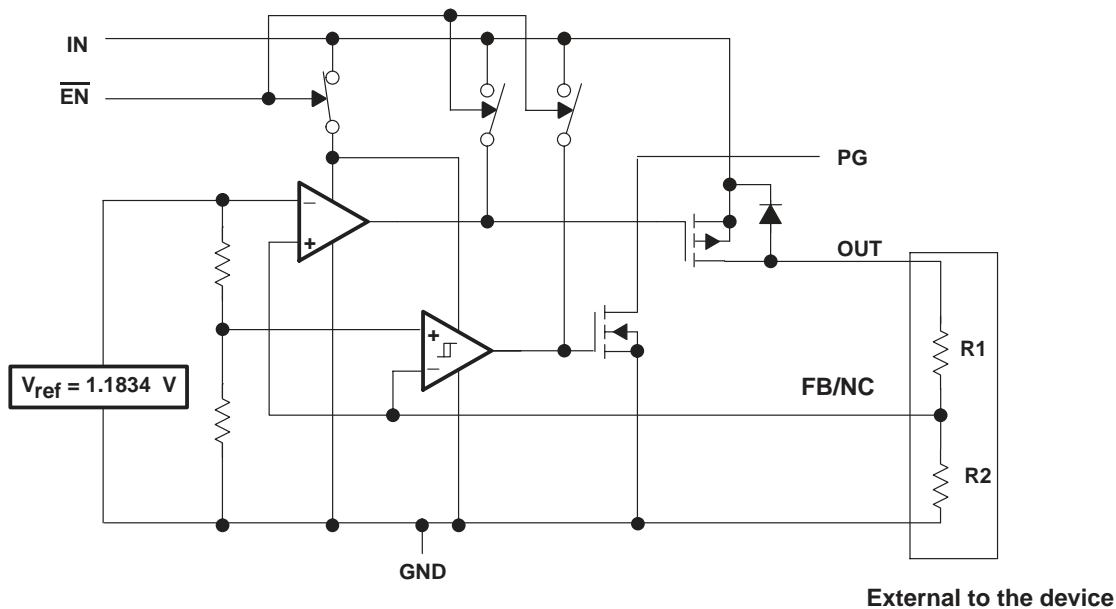 IN
EN
PG
OUT
R1
Vref = 1.1834 V
FB/NC
R2
GND
External to the device
−
+
+
−